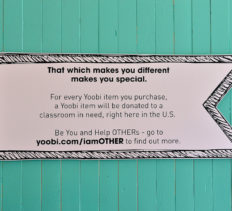 That which makes you different
makes you special.
For every Yoobi item you purchase,
a Yoobi item will be donated to a
classroom in need, right here in the U.S.
Be You and Help OTHERs - go to
yoobi.com/iamOTHER to find out more.